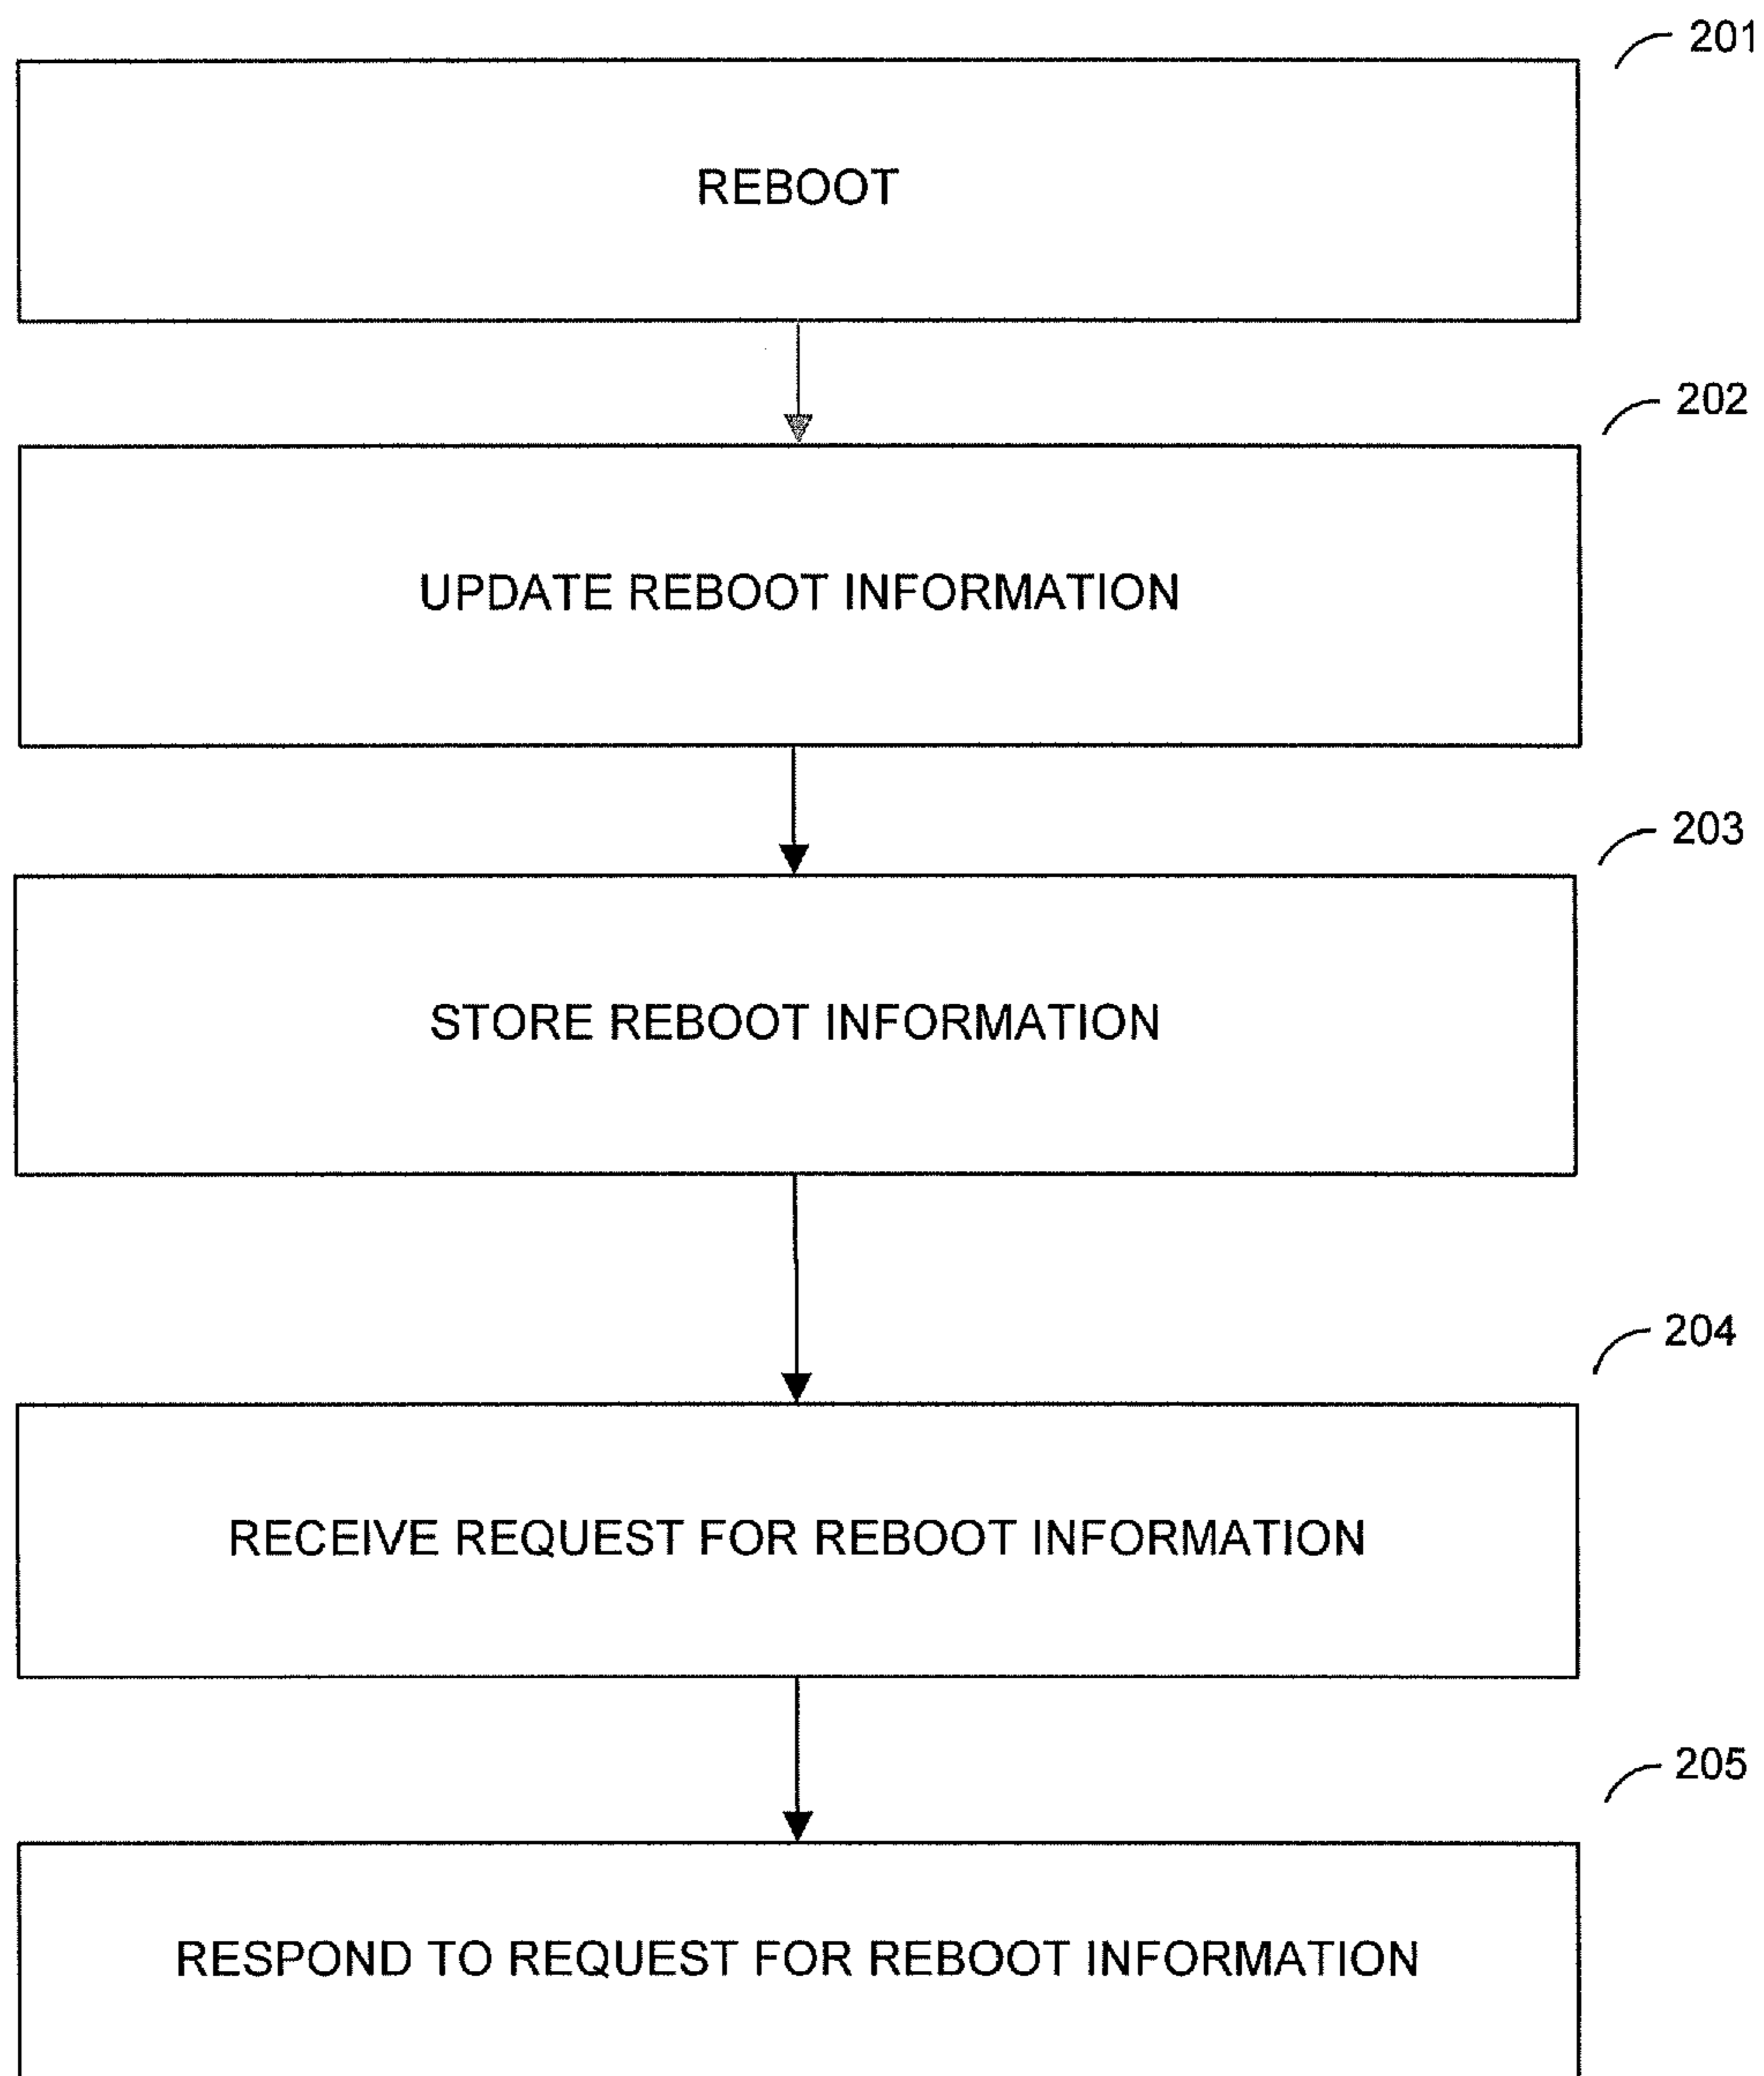 201
REBOOT
202
UPDATE REBOOT INFORMATION
203
STORE REBOOT INFORMATION
204
RECEIVE REQUEST FOR REBOOT INFORMATION
205
RESPOND TO REQUEST FOR REBOOT INFORMATION